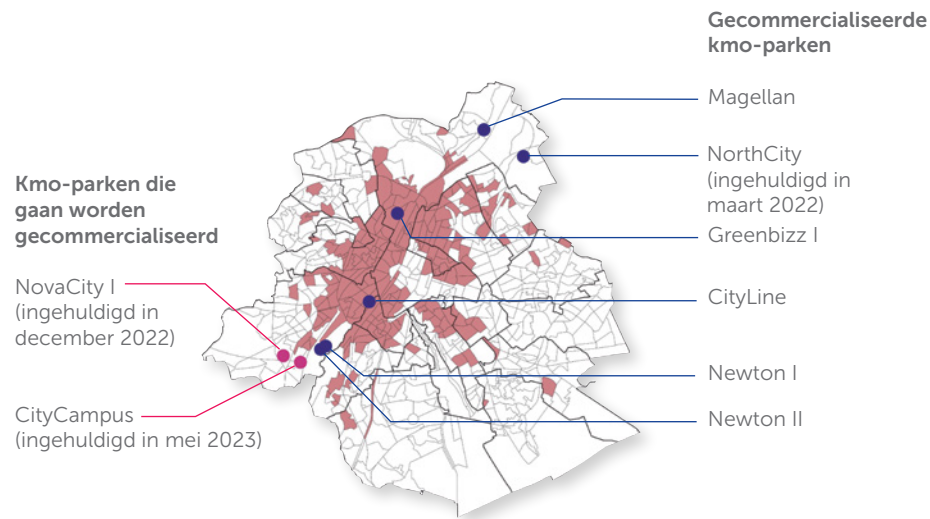 Gecommercialiseerde
kmo-parken
Magellan
NorthCity
(ingehuldigd in
maart 2022)
Greenbizz I
CityLine
Newton I
Newton II
Kmo-parken die
gaan worden
gecommercialiseerd
NovaCity I
(ingehuldigd in
december 2022)
CityCampus
(ingehuldigd in mei 2023)